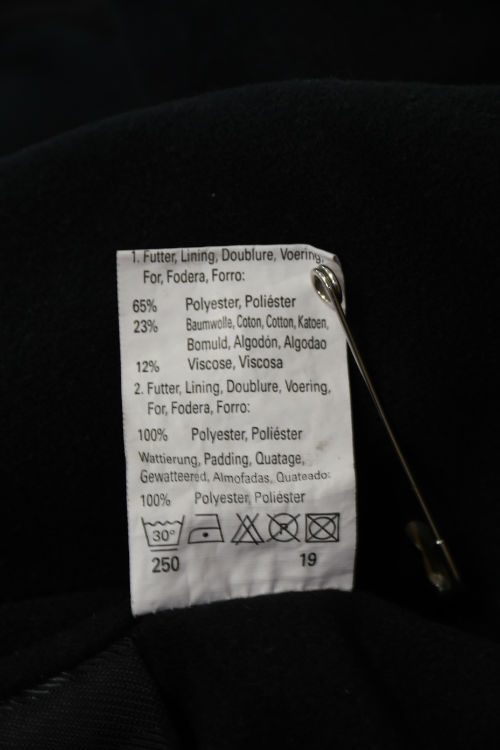 1. Futter, Lining, Doublure, Voering,
For, Fodera, Forro:
65% Polyester, Poliéster
23% Baumwolle, Coton, Cotton, Katoen,
Bomuld, Algodón, Algodao
12% Viscose, Viscosa
2. Futter, Lining, Doublure, Voering,
For, Fodera, Forro:
100% Polyester, Poliéster
Wattierung, Padding, Quatage,
Gewatteered, Almofadas, Quateado:
100% Polyester, Poliéster
30°
250 19